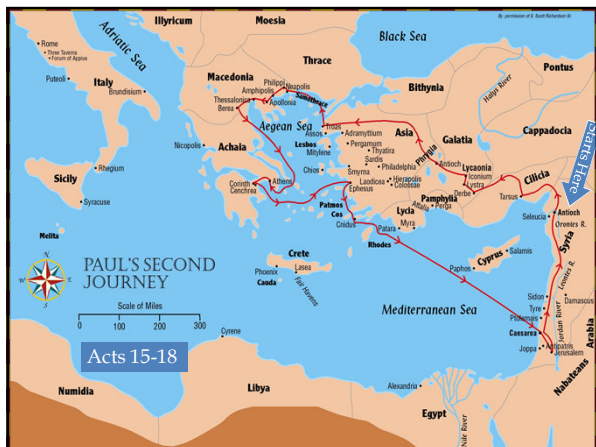 By permission of B. Scott Richardson Sr.
Illyricum
Moesia
Black Sea
Adriatic Sea
Rome
Three Taverns
Forum of Appius
Puteoli
Italy
Brundisium
Thrace
Macedonia
Philippi
Neapolis
Amphipolis
Thessalonica
Apollonia
Berea
Samothrace
Bithynia
Pontus
Halys River
Cappadocia
Starts Here
Aegean Sea
Troas
Assos
Adramyttium
Lesbos
Mitylene
Pergamum
Thyatira
Asia
Galatia
Nicopolis
Achaia
Chios
Sardis
Smyrna
Philadelphia
Phrygia
Antioch
Lycaonia
Iconium
Lystra
Derbe
Cilicia
Tarsus
Corinth
Athens
Cenchrea
Ephesus
Laodicea
Hierapolis
Colossae
Pamphylia
Attalia
Perga
Lycia
Patmos
Cos
Cnidus
Patara
Myra
Rhodes
Seleucia
Antioch
Orontes R.
Syria
Sicily
Rhegium
Syracuse
Melita
N
W
E
S
PAUL'S SECOND
JOURNEY
Scale of Miles
0
100
200
300
Acts 15-18
Crete
Phoenix
Lasea
Cauda
Fair Havens
Cyprus
Salamis
Paphos
Mediterranean Sea
Sidon
Tyre
Ptolemais
Caesarea
Joppa
Antipatris
Jerusalem
Leontes R.
Damascus
Jordan River
Arabia
Nabateans
Cyrene
Alexandria
Numidia
Libya
Egypt
Nile River